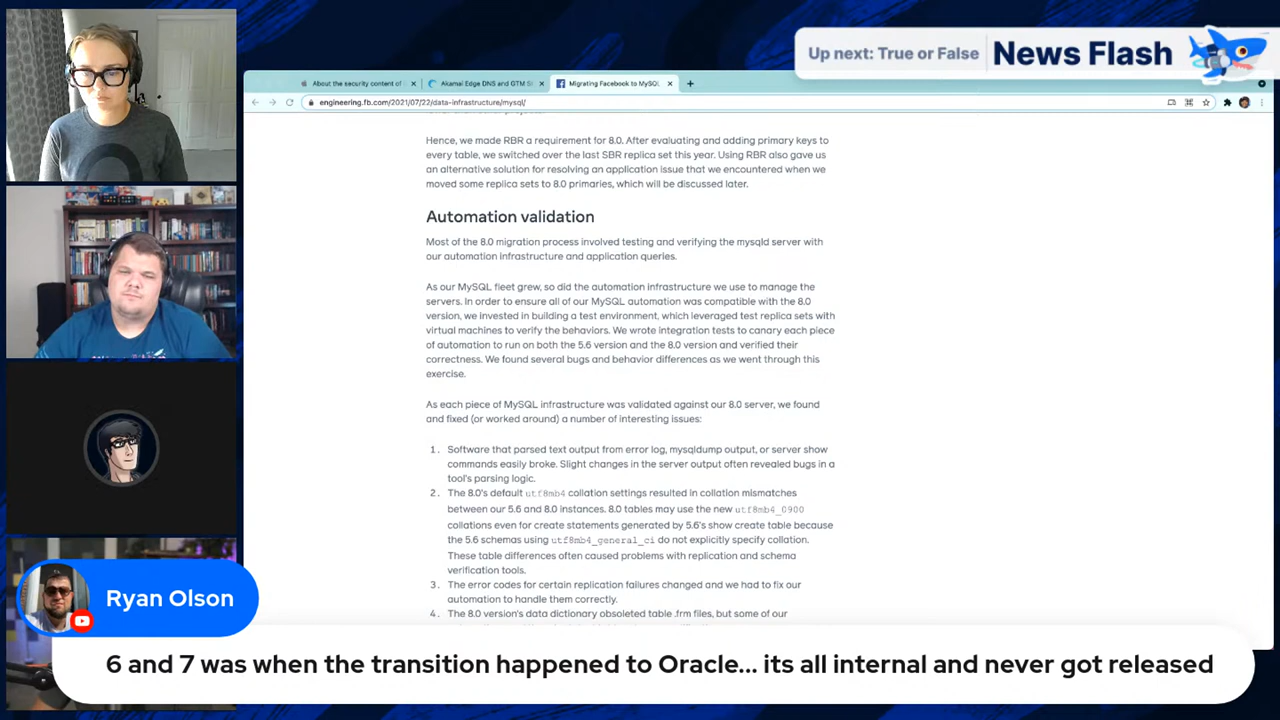 Up next: True or False
News Flash
About the security content of
Akamai Edge DNS and GTM S
Migrating Facebook to MySQL
engineering.fb.com/2021/07/22/data-infrastructure/mysql/
Hence, we made RBR a requirement for 8.0. After evaluating and adding primary keys to
every table, we switched over the last SBR replica set this year. Using RBR also gave us
an alternative solution for resolving an application issue that we encountered when we
moved some replica sets to 8.0 primaries, which will be discussed later.
Automation validation
Most of the 8.0 migration process involved testing and verifying the mysqld server with
our automation infrastructure and application queries.
As our MySQL fleet grew, so did the automation infrastructure we use to manage the
servers. In order to ensure all of our MySQL automation was compatible with the 8.0
version, we invested in building a test environment, which leveraged test replica sets with
virtual machines to verify the behaviors. We wrote integration tests to canary each piece
of automation to run on both the 5.6 version and the 8.0 version and verified their
correctness. We found several bugs and behavior differences as we went through this
exercise.
As each piece of MySQL infrastructure was validated against our 8.0 server, we found
and fixed (or worked around) a number of interesting issues:
1. Software that parsed text output from error log, mysqldump output, or server show
commands easily broke. Slight changes in the server output often revealed bugs in a
tool's parsing logic.
2. The 8.0's default utf8mb4 collation settings resulted in collation mismatches
between our 5.6 and 8.0 instances. 8.0 tables may use the new utf8mb4_0900
collations even for create statements generated by 5.6's show create table because
the 5.6 schemas using utf8mb4_general_ci do not explicitly specify collation.
These table differences often caused problems with replication and schema
verification tools.
3. The error codes for certain replication failures changed and we had to fix our
automation to handle them correctly.
4. The 8.0 version's data dictionary obsoleted table .frm files, but some of our
Ryan Olson
6 and 7 was when the transition happened to Oracle... its all internal and never got released